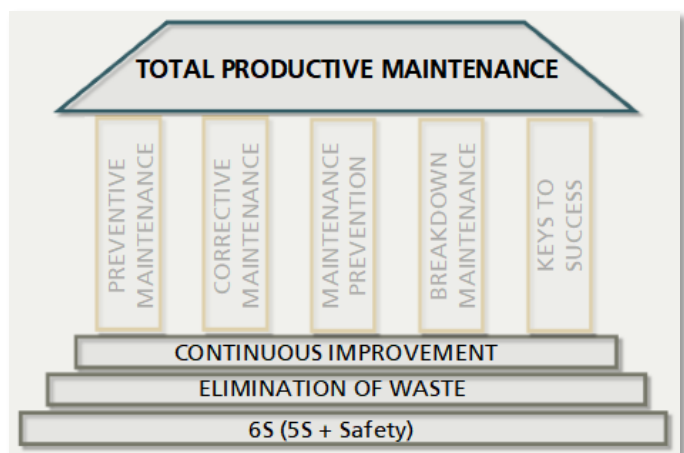 TOTAL PRODUCTIVE MAINTENANCE
PREVENTIVE
MAINTENANCE
CORRECTIVE
MAINTENANCE
MAINTENANCE
PREVENTION
BREAKDOWN
MAINTENANCE
KEYS TO
SUCCESS
CONTINUOUS IMPROVEMENT
ELIMINATION OF WASTE
6S (5S + Safety)